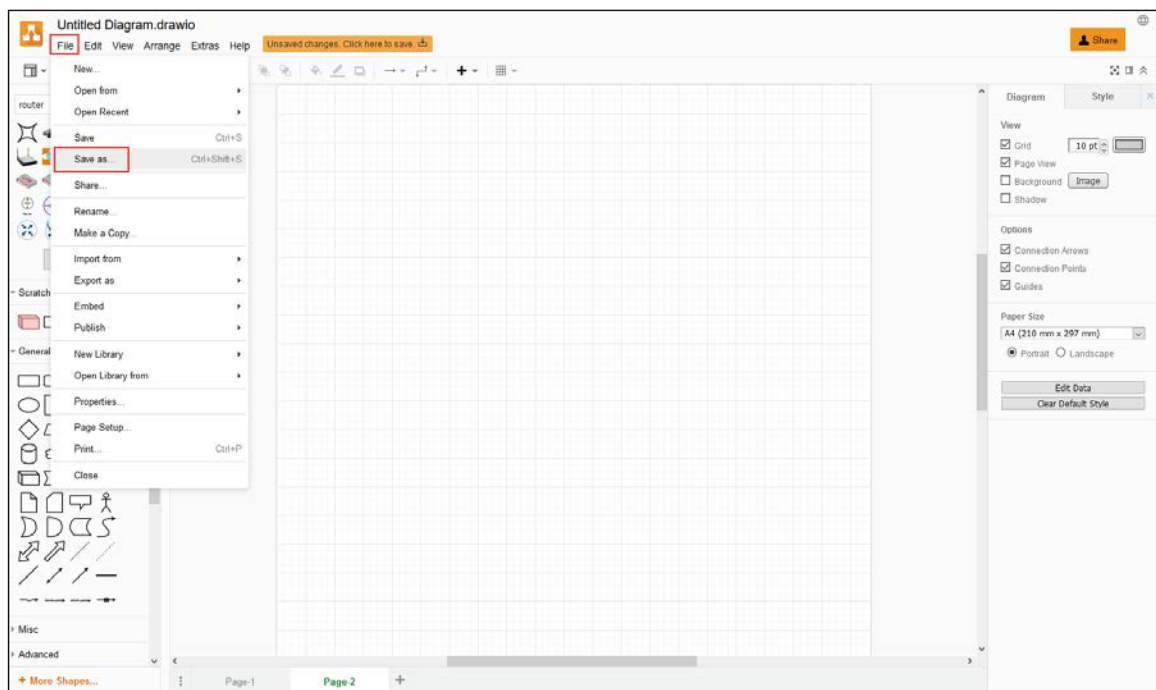 Untitled Diagram.drawio
File Edit View Arrange Extras Help Unsaved changes. Click here to save.
Share
New...
Open from
Open Recent
Save Ctrl+S
Save as... Ctrl+Shift+S
Share...
Rename...
Make a Copy...
Import from
Export as
Embed
Publish
New Library
Open Library from
Properties...
Page Setup...
Print... Ctrl+P
Close
router
Scratch
General
Misc
Advanced
+ More Shapes...
Page-1 Page-2
Diagram Style
View
Grid 10 pt
Page View
Background Image
Shadow
Options
Connection Arrows
Connection Points
Guides
Paper Size
A4 (210 mm x 297 mm)
Portrait Landscape
Edit Data
Clear Default Style